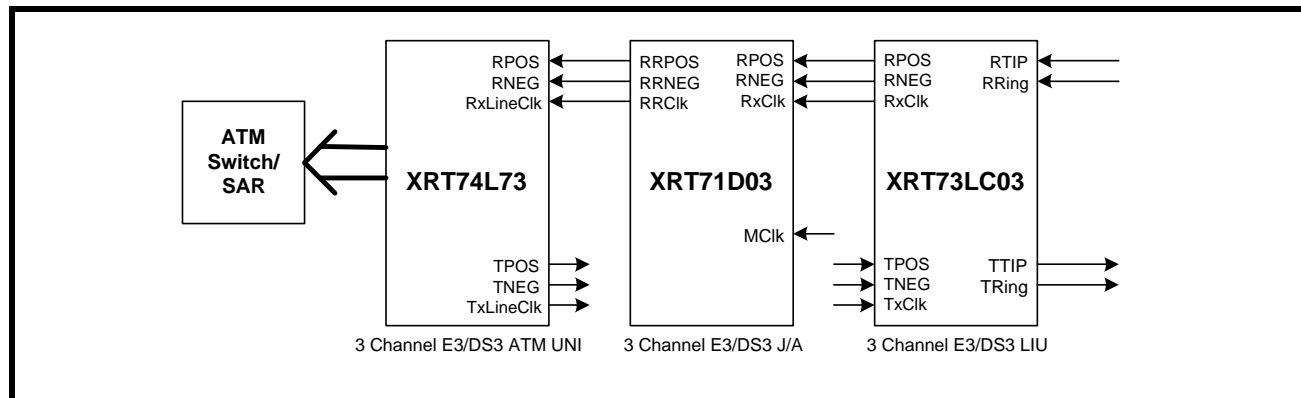 RPOS
RNEG
RxLineClk
XRT74L73
TPOS
TNEG
TxLineClk
3 Channel E3/DS3 ATM UNI
ATM
Switch/
SAR
RRPOS
RRNEG
RRClk
RPOS
RNEG
RxClk
XRT71D03
MClk
3 Channel E3/DS3 J/A
RPOS
RNEG
RxClk
RTIP
RRing
XRT73LC03
TPOS
TNEG
TxClk
TTIP
TRing
3 Channel E3/DS3 LIU